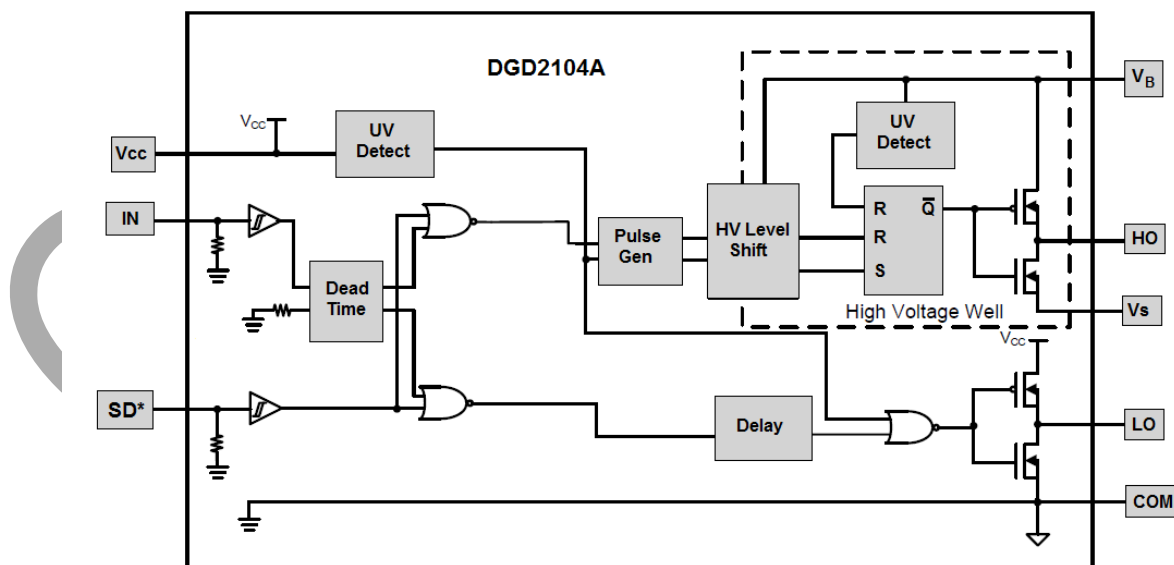 DGD2104A
VB
VCC
UV
Detect
Vcc
UV
Detect
IN
R
Q
R
S
HV Level
Shift
Pulse
Gen
HO
Dead
Time
High Voltage Well
Vs
VCC
SD*
Delay
LO
COM